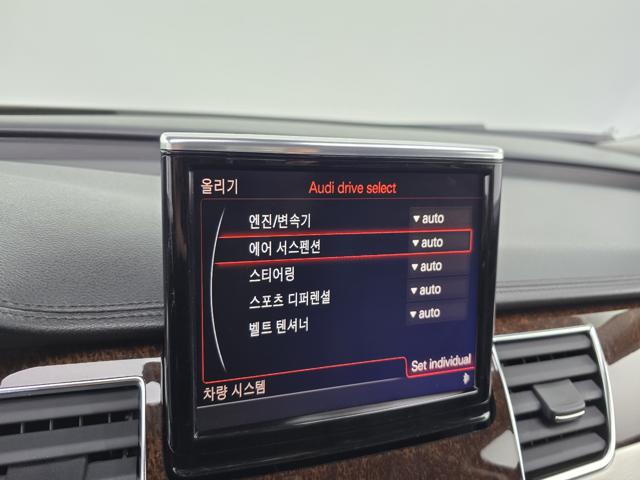 올리기 Audi drive select
엔진/변속기 ▼ auto
에어 서스펜션 ▼ auto
스티어링 ▼ auto
스포츠 디퍼렌셜 ▼ auto
벨트 텐셔너 ▼ auto
Set individual
차량 시스템